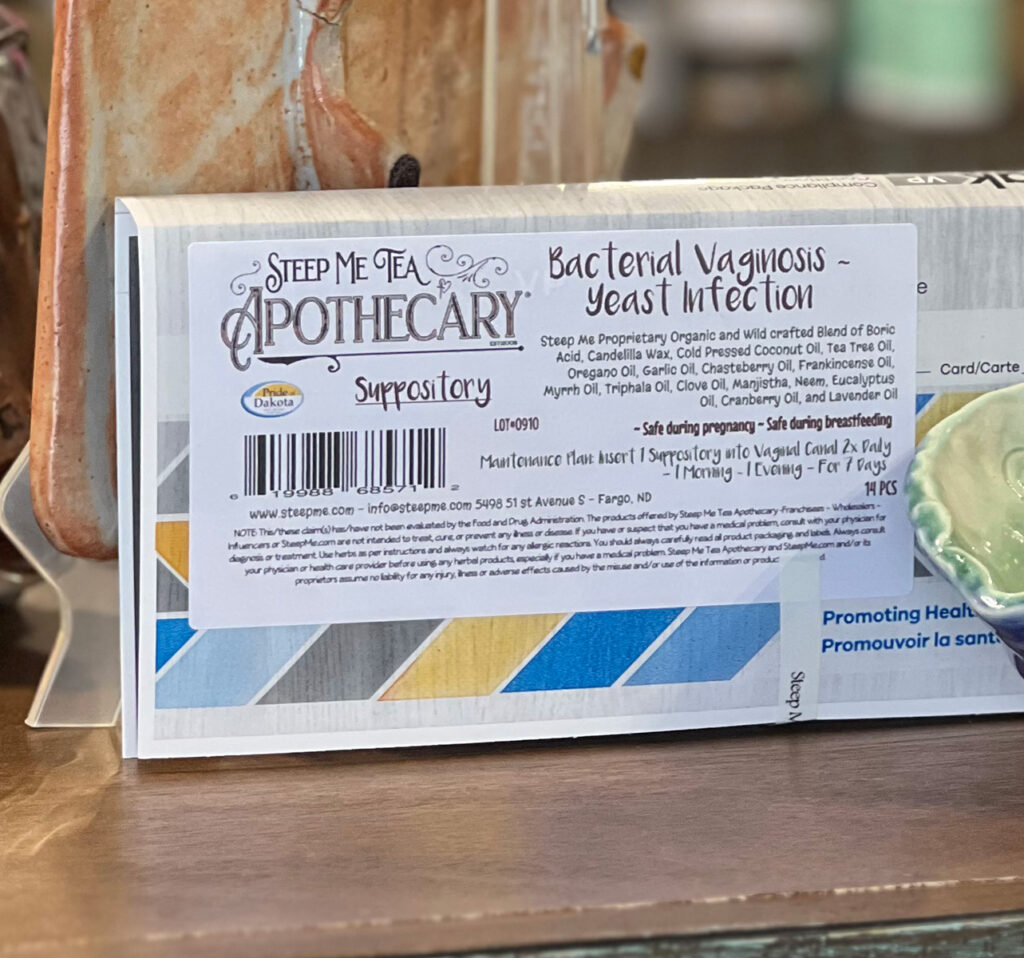 Compliance Package
VP
STEEP ME TEA
APOTHECARY
EST 2008
Suppository
Pride of
Dakota
Bacterial Vaginosis ~
Yeast Infection
Steep Me Proprietary Organic and Wild crafted Blend of Boric
Acid, Candelilla Wax, Cold Pressed Coconut Oil, Tea Tree Oil,
Oregano Oil, Garlic Oil, Chasteberry Oil, Frankincense Oil,
Myrrh Oil, Triphala Oil, Clove Oil, Manjistha, Neem, Eucalyptus
Oil, Cranberry Oil, and Lavender Oil
LOT#0910
~ Safe during pregnancy ~ Safe during breastfeeding
Maintenance Plan: Insert 1 Suppository into Vaginal Canal 2x Daily
~ 1 Morning ~ 1 Evening ~ For 7 Days
14 PCS
6 19988 68571 2
www.steepme.com ~ info@steepme.com 5498 51 st Avenue S ~ Fargo, ND
NOTE: This/these claim(s) has/have not been evaluated by the Food and Drug Administration. The products offered by Steep Me Tea Apothecary-Franchisees ~ Wholesalers ~
Influencers or SteepMe.com are not intended to treat, cure, or prevent any illness or disease. If you have or suspect that you have a medical problem, consult with your physician for
diagnosis or treatment. Use herbs as per instructions and always watch for any allergic reactions. You should always carefully read all product packaging and labels. Always consult
your physician or health care provider before using any herbal products, especially if you have a medical problem. Steep Me Tea Apothecary and SteepMe.com and/or its
proprietors assume no liability for any injury, illness or adverse effects caused by the misuse and/or use of the information or produc d.
e
Card/Carte
Promoting Healt
Promouvoir la sant
Steep M